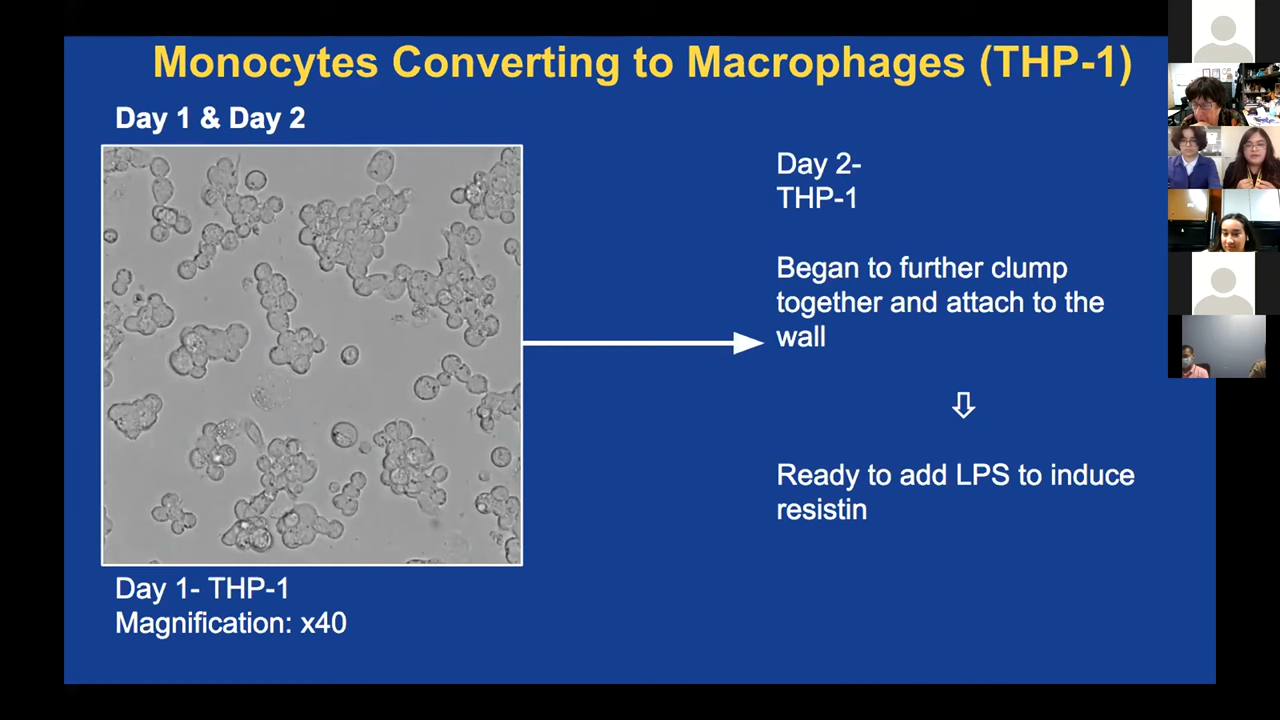 Monocytes Converting to Macrophages (THP-1)
Day 1 & Day 2
Day 2-
THP-1
Began to further clump
together and attach to the
wall
Ready to add LPS to induce
resistin
Day 1- THP-1
Magnification: x40